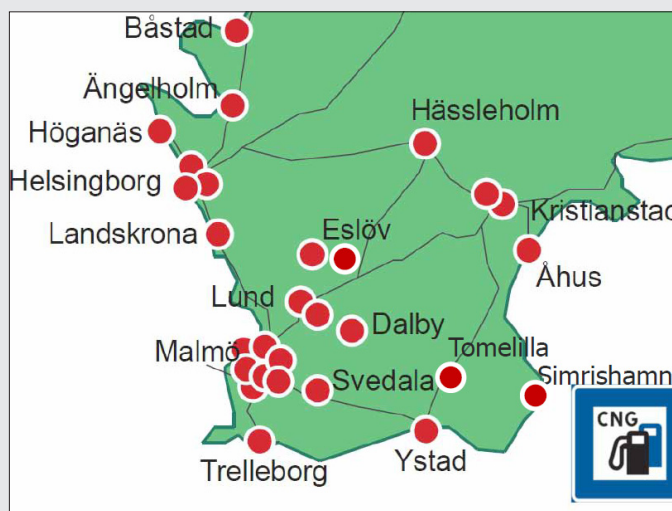 Båstad
Ängelholm
Höganäs
Hässleholm
Helsingborg
Kristianstad
Landskrona
Eslöv
Åhus
Lund
Dalby
Malmö
Tomelilla
Svedala
Simrishamn
CNG
Ystad
Trelleborg